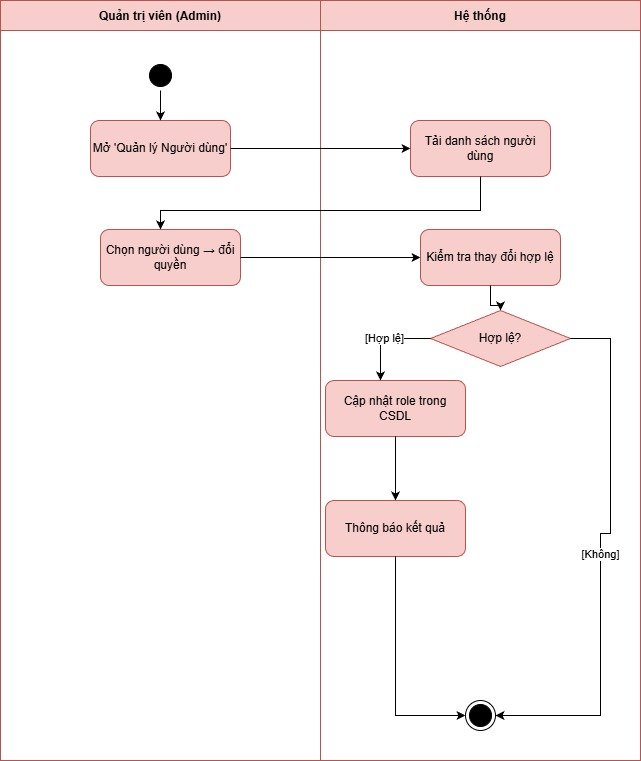 Quản trị viên (Admin)
Hệ thống
Mở 'Quản lý Người dùng'
Tải danh sách người
dùng
Chọn người dùng → đổi
quyền
Kiểm tra thay đổi hợp lệ
Hợp lệ?
[Hợp lệ]
Cập nhật role trong
CSDL
Thông báo kết quả
[Không]